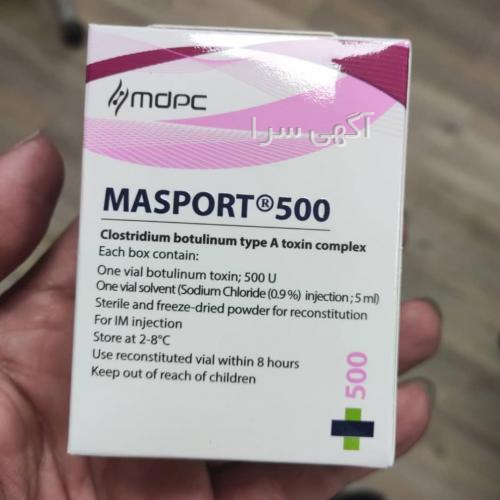 mdpc
آگهی سرا
MASPORT®500
Clostridium botulinum type A toxin complex
Each box contain:
One vial botulinum toxin; 500 U
One vial solvent (Sodium Chloride (0.9 %) injection ; 5 ml)
Sterile and freeze-dried powder for reconstitution
For IM injection
Store at 2-8°C
Use reconstituted vial within 8 hours
Keep out of reach of children
500